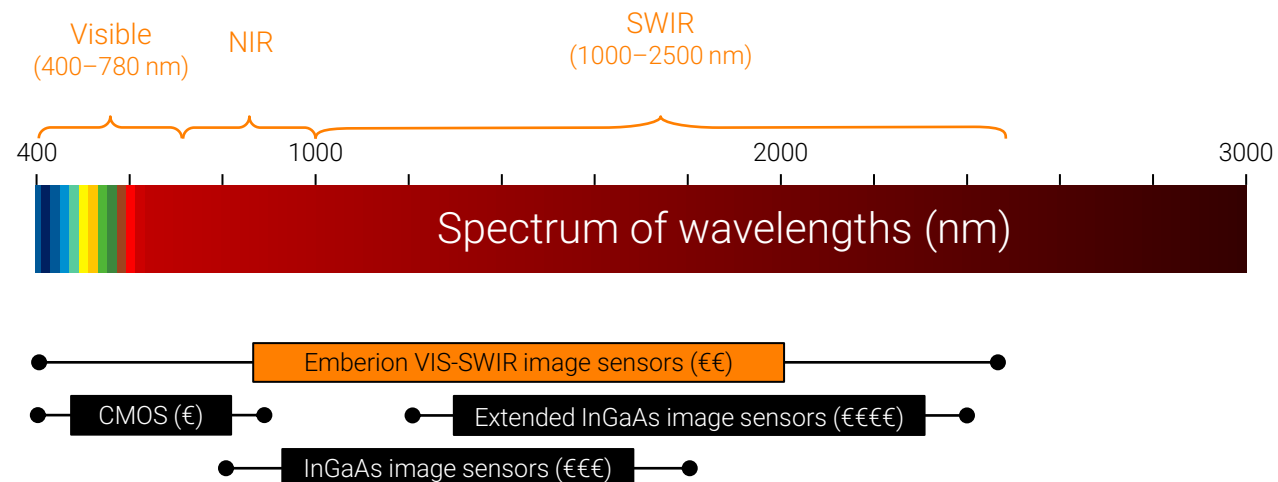 Visible
(400–780 nm)
NIR
SWIR
(1000–2500 nm)
400
1000
2000
3000
Spectrum of wavelengths (nm)
Emberion VIS-SWIR image sensors (€€)
CMOS (€)
Extended InGaAs image sensors (€€€€)
InGaAs image sensors (€€€)